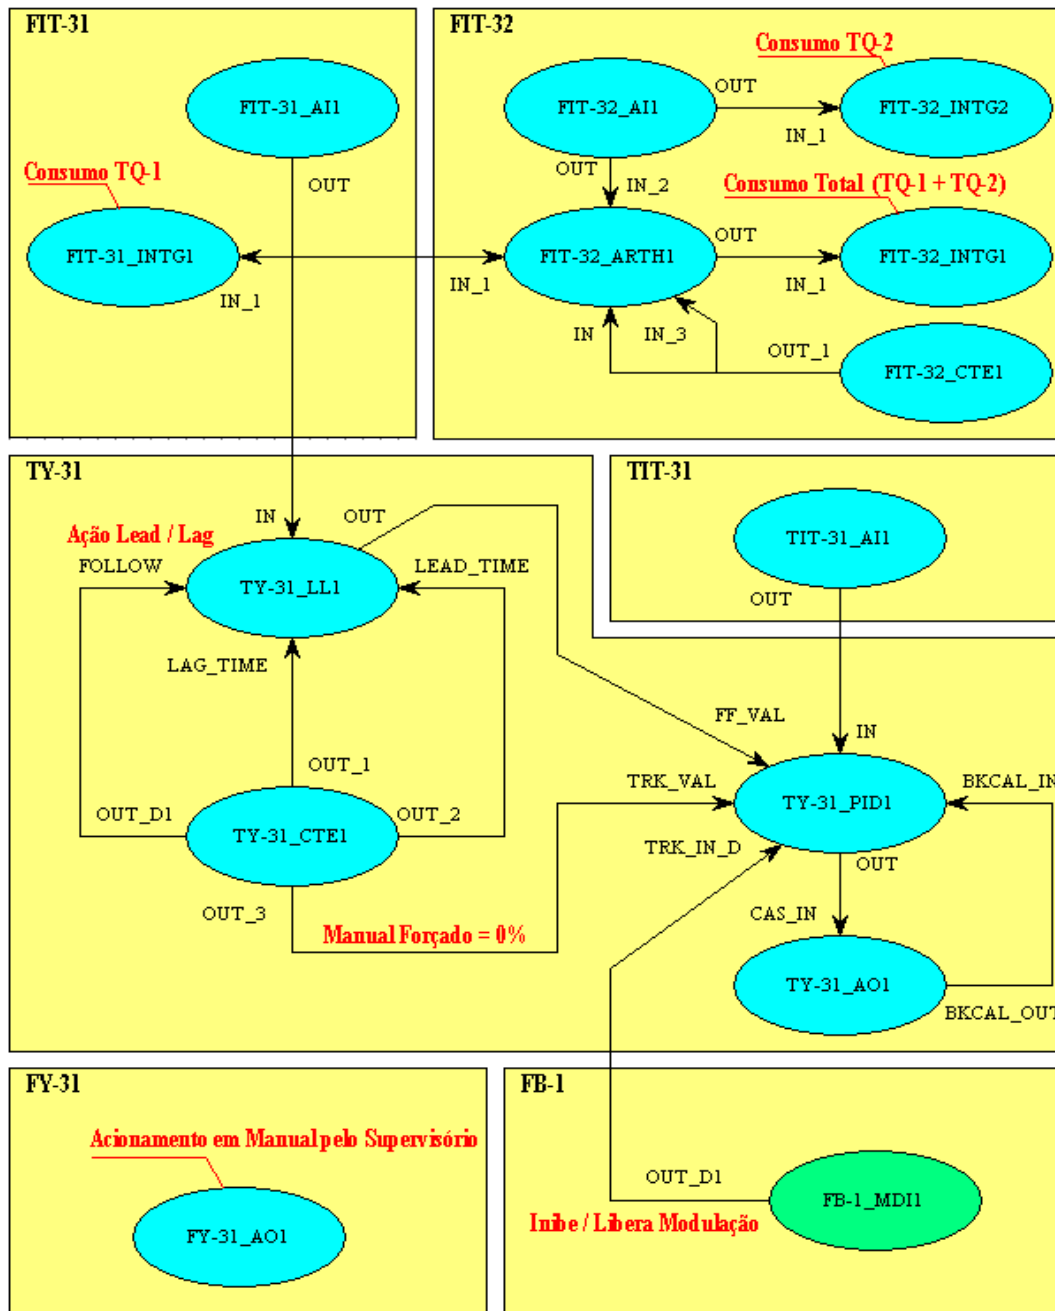 FIT-31
FIT-31_AI1
OUT
Consumo TQ-1
FIT-31_INTG1
IN_1
FIT-32
Consumo TQ-2
FIT-32_AI1
OUT
IN_1
FIT-32_INTG2
OUT
IN_2
Consumo Total (TQ-1 + TQ-2)
IN_1
FIT-32_ARTH1
OUT
IN_1
FIT-32_INTG1
IN
IN_3
OUT_1
FIT-32_CTE1
TY-31
IN
OUT
Ação Lead / Lag
FOLLOW
TY-31_LL1
LEAD_TIME
LAG_TIME
OUT_1
OUT_D1
TY-31_CTE1
OUT_2
OUT_3
Manual Forçado = 0%
TIT-31
TIT-31_AI1
OUT
FF_VAL
IN
TRK_VAL
TY-31_PID1
BKCAL_IN
TRK_IN_D
OUT
CAS_IN
TY-31_AO1
BKCAL_OUT
FY-31
Acionamento em Manual pelo Supervisório
FY-31_AO1
FB-1
OUT_D1
FB-1_MDI1
Inibe / Libera Modulação